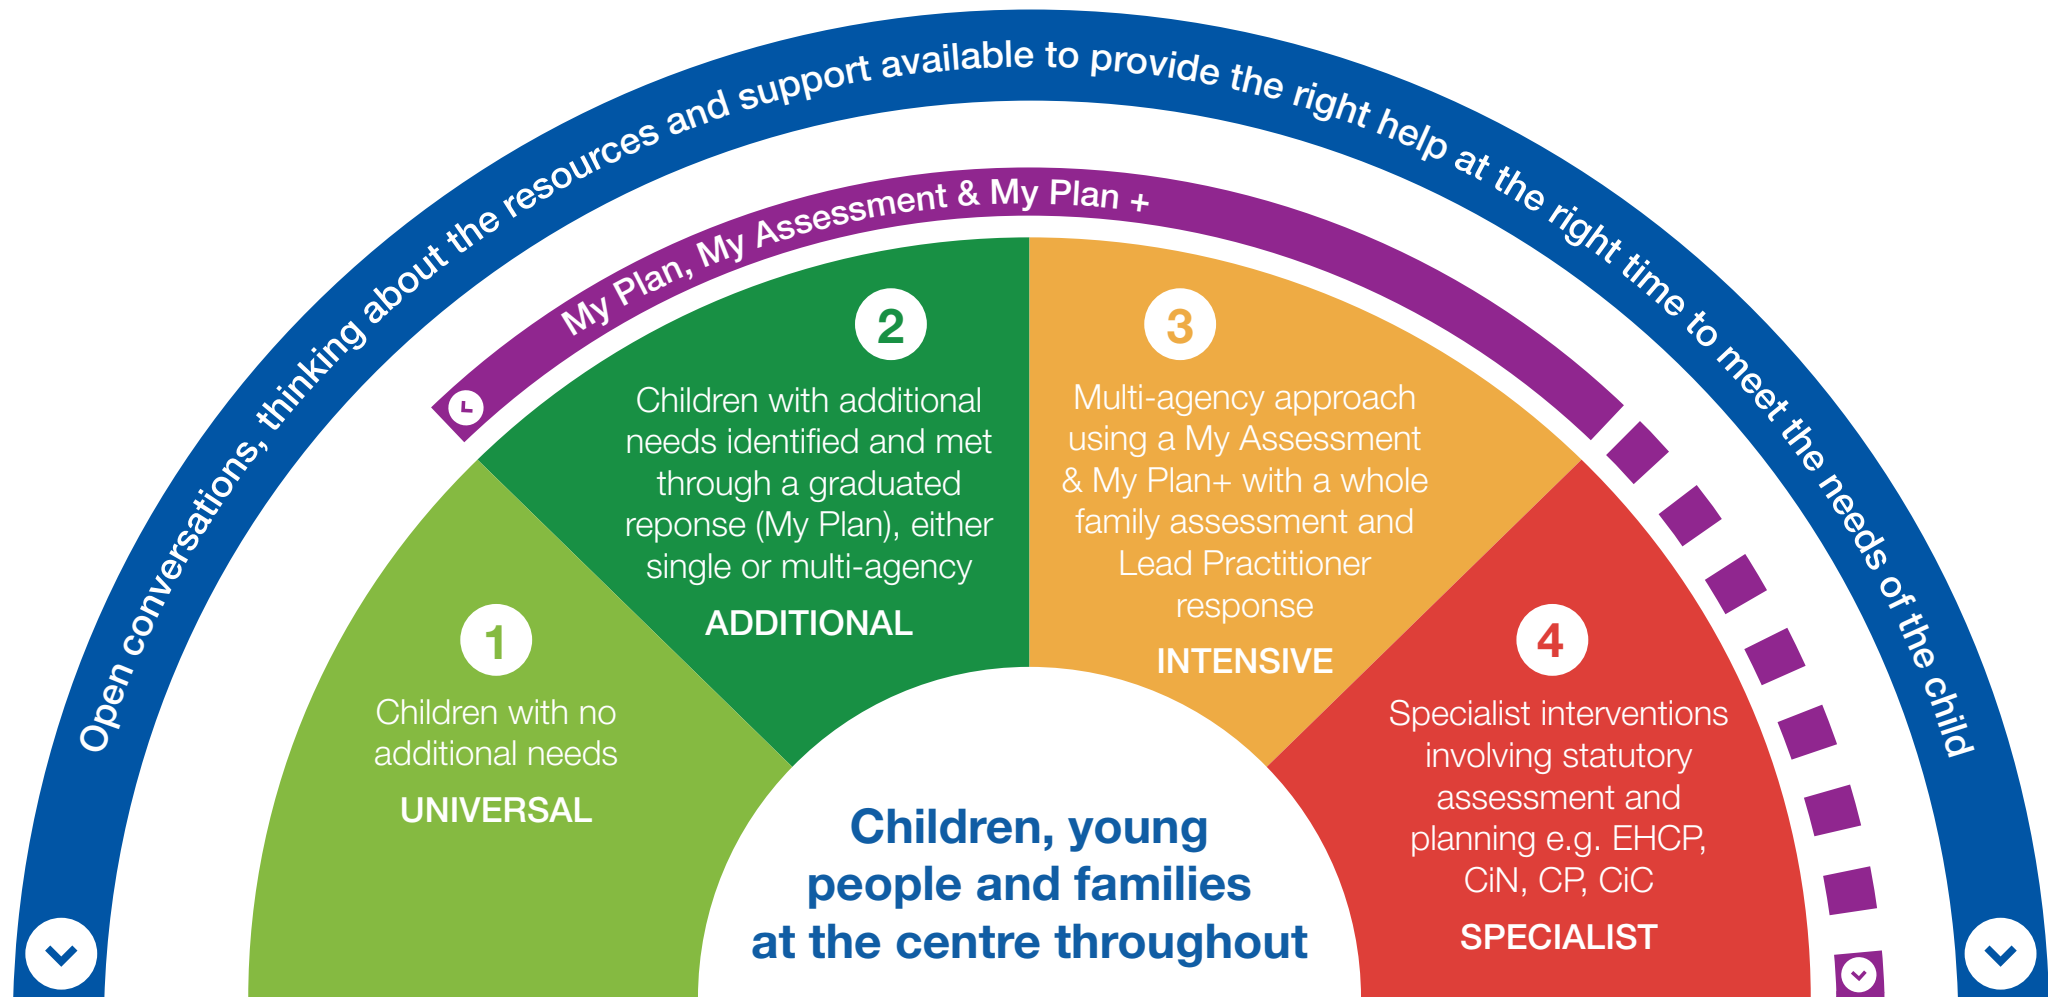 Open conversations, thinking about the resources and support available to provide the right help at the right time to meet the needs of the child
My Plan, My Assessment & My Plan +
1
Children with no
additional needs
UNIVERSAL
2
Children with additional
needs identified and met
through a graduated
reponse (My Plan), either
single or multi-agency
ADDITIONAL
3
Multi-agency approach
using a My Assessment
& My Plan+ with a whole
family assessment and
Lead Practitioner
response
INTENSIVE
4
Specialist interventions
involving statutory
assessment and
planning e.g. EHCP,
CiN, CP, CiC
SPECIALIST
Children, young
people and families
at the centre throughout